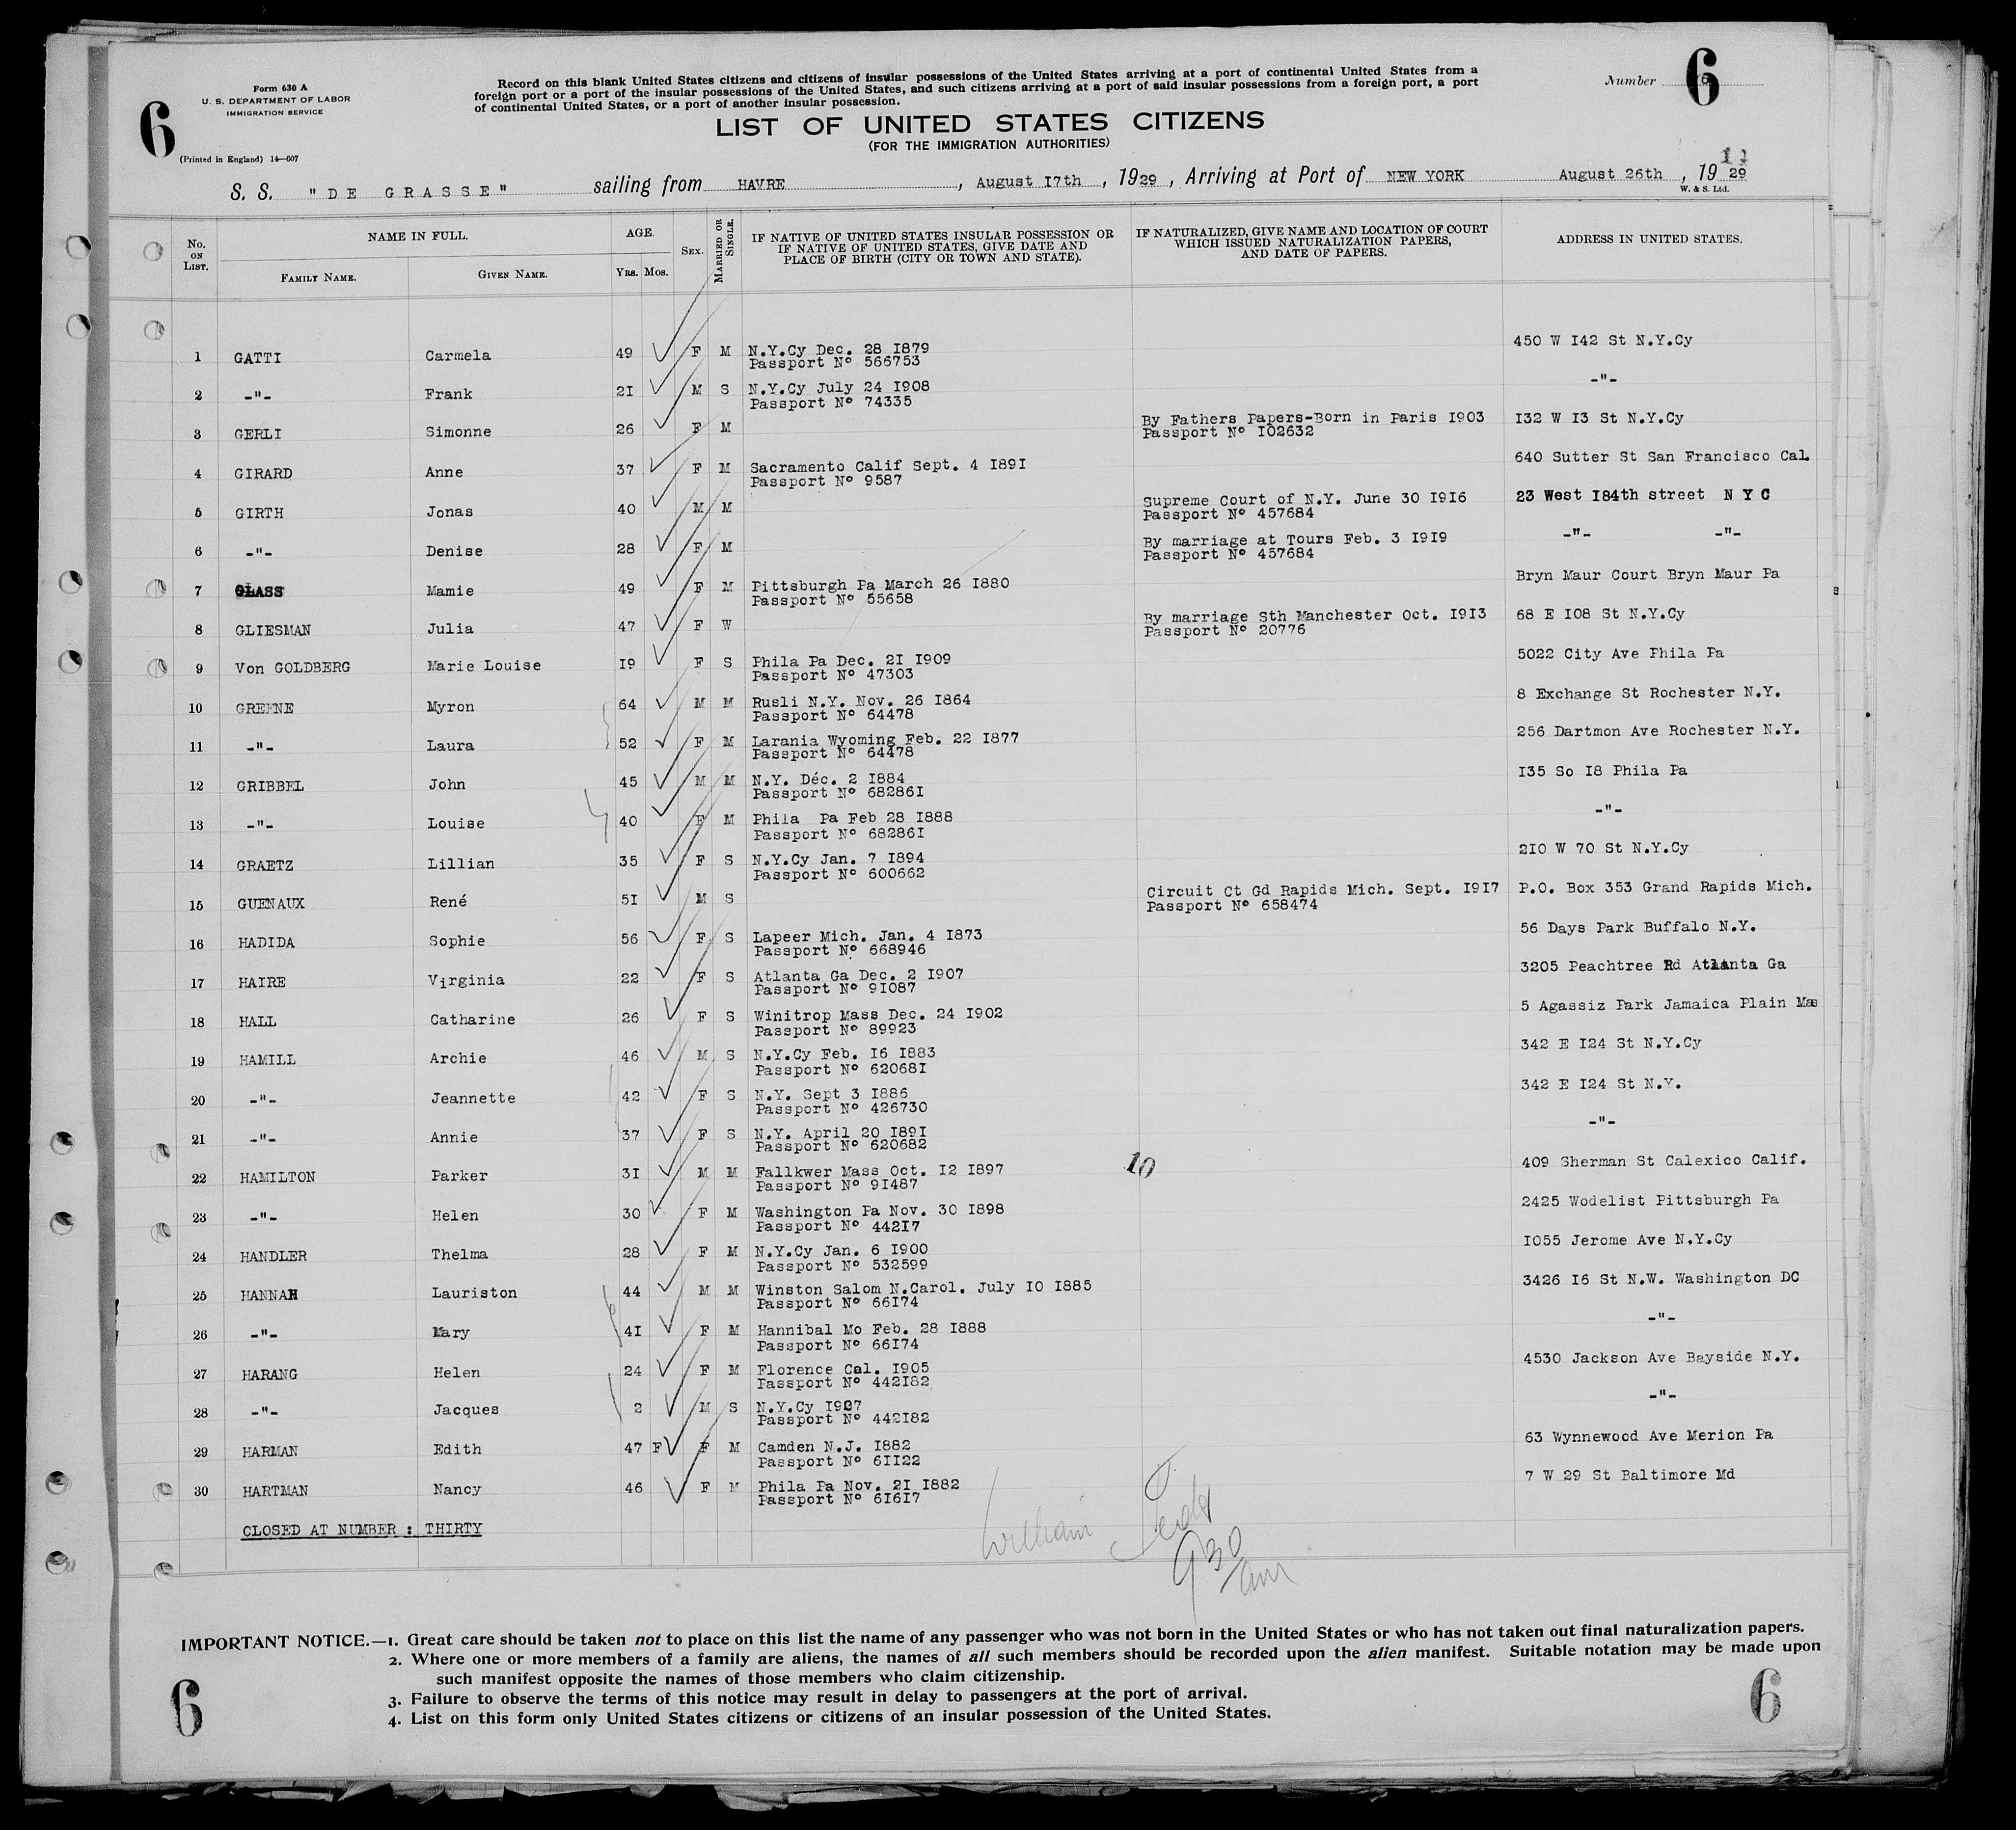 Form 630 A
U. S. DEPARTMENT OF LABOR
IMMIGRATION SERVICE
6
(Printed in England) 14—607
Record on this blank United States citizens and citizens of insular possessions of the United States arriving at a port of continental United States from a
foreign port or a port of the insular possessions of the United States, and such citizens arriving at a port of said insular possessions from a foreign port, a port
of continental United States, or a port of another insular possession.
Number 6
LIST OF UNITED STATES CITIZENS
(FOR THE IMMIGRATION AUTHORITIES)
S. S. "DE GRASSE" sailing from HAVRE, August 17th, 1929, Arriving at Port of NEW YORK August 26th, 1929
W. & S. Ltd.
No. ON LIST. NAME IN FULL. FAMILY NAME. GIVEN NAME. AGE. YRS. MOS. SEX. MARRIED OR SINGLE. IF NATIVE OF UNITED STATES INSULAR POSSESSION OR IF NATIVE OF UNITED STATES, GIVE DATE AND PLACE OF BIRTH (CITY OR TOWN AND STATE). IF NATURALIZED, GIVE NAME AND LOCATION OF COURT WHICH ISSUED NATURALIZATION PAPERS, AND DATE OF PAPERS. ADDRESS IN UNITED STATES.
1 GATTI Carmela 49 F M N.Y.Cy Dec. 28 1879 450 W 142 St N.Y.Cy
Passport Nº 566753
2 -"- Frank 21 M S N.Y.Cy July 24 1908 -"-
Passport Nº 74335
3 GERLI Simonne 26 F M By Fathers Papers-Born in Paris 1903 132 W 13 St N.Y.Cy
Passport Nº 102632
4 GIRARD Anne 37 F M Sacramento Calif Sept. 4 1891 640 Sutter St San Francisco Cal
Passport Nº 9587
5 GIRTH Jonas 40 M M Supreme Court of N.Y. June 30 1916 23 West 184th street N Y C
Passport Nº 457684
6 -"- Denise 28 F M By marriage at Tours Feb. 3 1919 -"- -"-
Passport Nº 457684
7 GLASS Mamie 49 F M Pittsburgh Pa March 26 1880 Bryn Maur Court Bryn Maur Pa
Passport Nº 55658
8 GLIESMAN Julia 47 F W By marriage Sth Manchester Oct. 1913 68 E 108 St N.Y.Cy
Passport Nº 20776
9 Von GOLDBERG Marie Louise 19 F S Phila Pa Dec. 21 1909 5022 City Ave Phila Pa
Passport Nº 47303
10 GREENE Myron 64 M M Rusli N.Y. Nov. 26 1864 8 Exchange St Rochester N.Y.
Passport Nº 64478
11 -"- Laura 52 F M Larania Wyoming Feb. 22 1877 256 Dartmon Ave Rochester N.Y.
Passport Nº 64478
12 GRIBBEL John 45 M M N.Y. Déc. 2 1884 135 So 18 Phila Pa
Passport Nº 682861
13 -"- Louise 40 F M Phila Pa Feb 28 1888 -"-
Passport Nº 682861
14 GRAETZ Lillian 35 F S N.Y.Cy Jan. 7 1894 210 W 70 St N.Y.Cy
Passport Nº 600662
15 GUENAUX René 51 M S Circuit Ct Gd Rapids Mich. Sept. 1917 P.O. Box 353 Grand Rapids Mich.
Passport Nº 658474
16 HADIDA Sophie 56 F S Lapeer Mich. Jan. 4 1873 56 Days Park Buffalo N.Y.
Passport Nº 668946
17 HAIRE Virginia 22 F S Atlanta Ga Dec. 2 1907 3205 Peachtree Rd Atlanta Ga
Passport Nº 91087
18 HALL Catharine 26 F S Winitrop Mass Dec. 24 1902 5 Agassiz Park Jamaica Plain Mas
Passport Nº 89923
19 HAMILL Archie 46 M S N.Y.Cy Feb. 16 1883 342 E 124 St N.Y.Cy
Passport Nº 620681
20 -"- Jeannette 42 F S N.Y. Sept 3 1886 342 E 124 St N.Y.
Passport Nº 426730
21 -"- Annie 37 F S N.Y. April 20 1891 -"-
Passport Nº 620682
22 HAMILTON Parker 31 M M Fallkwer Mass Oct. 12 1897 10 409 Sherman St Calexico Calif.
Passport Nº 91487
23 -"- Helen 30 F M Washington Pa Nov. 30 1898 2425 Wodelist Pittsburgh Pa
Passport Nº 44217
24 HANDLER Thelma 28 F M N.Y.Cy Jan. 6 1900 1055 Jerome Ave N.Y.Cy
Passport Nº 532599
25 HANNAH Lauriston 44 M M Winston Salom N.Carol. July 10 1885 3426 16 St N.W. Washington DC
Passport Nº 66174
26 -"- Mary 41 F M Hannibal Mo Feb. 28 1888 -"-
Passport Nº 66174
27 HARANG Helen 24 F M Florence Cal. 1905 4530 Jackson Ave Bayside N.Y.
Passport Nº 442182
28 -"- Jacques 2 M S N.Y.Cy 1927 -"-
Passport Nº 442182
29 HARMAN Edith 47 F F M Camden N.J. 1882 63 Wynnewood Ave Merion Pa
Passport Nº 61122
30 HARTMAN Nancy 46 F M Phila Pa Nov. 21 1882 7 W 29 St Baltimore Md
Passport Nº 61617
CLOSED AT NUMBER : THIRTY
William
930
am
IMPORTANT NOTICE.—1. Great care should be taken not to place on this list the name of any passenger who was not born in the United States or who has not taken out final naturalization papers.
2. Where one or more members of a family are aliens, the names of all such members should be recorded upon the alien manifest. Suitable notation may be made upon
such manifest opposite the names of those members who claim citizenship.
3. Failure to observe the terms of this notice may result in delay to passengers at the port of arrival.
4. List on this form only United States citizens or citizens of an insular possession of the United States.
6 6